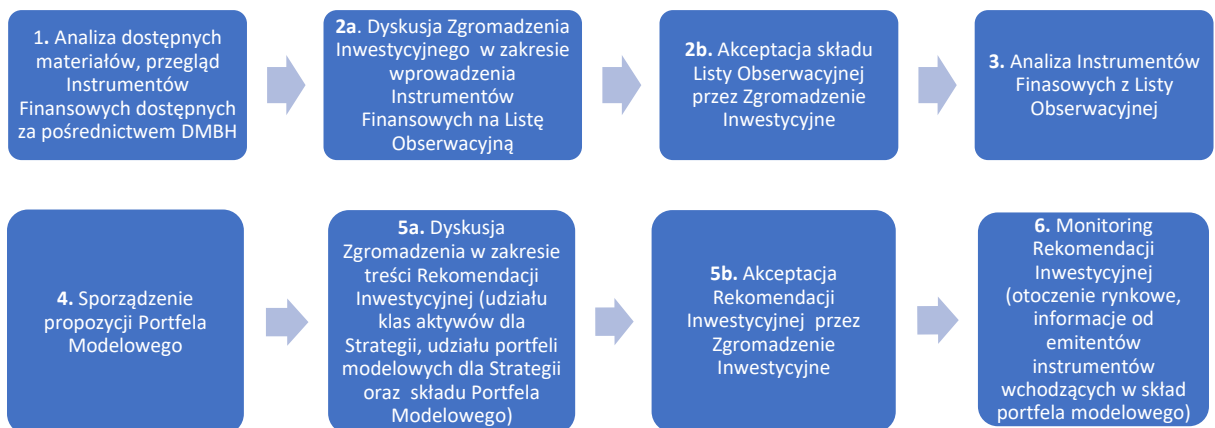 1. Analiza dostępnych
materiałów, przegląd
Instrumentów
Finansowych dostępnych
za pośrednictwem DMBH
2a. Dyskusja Zgromadzenia
Inwestycyjnego w zakresie
wprowadzenia
Instrumentów
Finansowych na Listę
Obserwacyjną
2b. Akceptacja składu
Listy Obserwacyjnej
przez Zgromadzenie
Inwestycyjne
3. Analiza Instrumentów
Finasowych z Listy
Obserwacyjnej
4. Sporządzenie
propozycji Portfela
Modelowego
5a. Dyskusja
Zgromadzenia w zakresie
treści Rekomendacji
Inwestycyjnej (udziału
klas aktywów dla
Strategii, udziału portfeli
modelowych dla Strategii
oraz składu Portfela
Modelowego)
5b. Akceptacja
Rekomendacji
Inwestycyjnej przez
Zgromadzenie
Inwestycyjne
6. Monitoring
Rekomendacji
Inwestycyjnej
(otoczenie rynkowe,
informacje od
emitentów
instrumentów
wchodzących w skład
portfela modelowego)